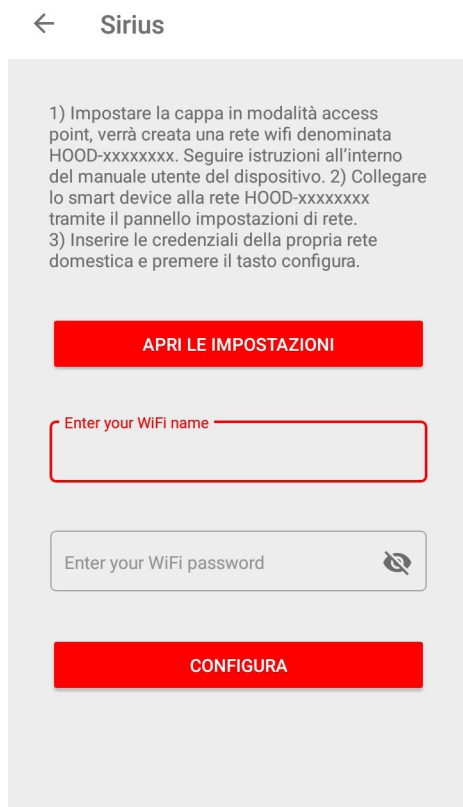 Sirius
1) Impostare la cappa in modalità access
point, verrà creata una rete wifi denominata
HOOD-xxxxxxxx. Seguire istruzioni all'interno
del manuale utente del dispositivo. 2) Collegare
lo smart device alla rete HOOD-xxxxxxxx
tramite il pannello impostazioni di rete.
3) Inserire le credenziali della propria rete
domestica e premere il tasto configura.
APRI LE IMPOSTAZIONI
Enter your WiFi name
Enter your WiFi password
CONFIGURA